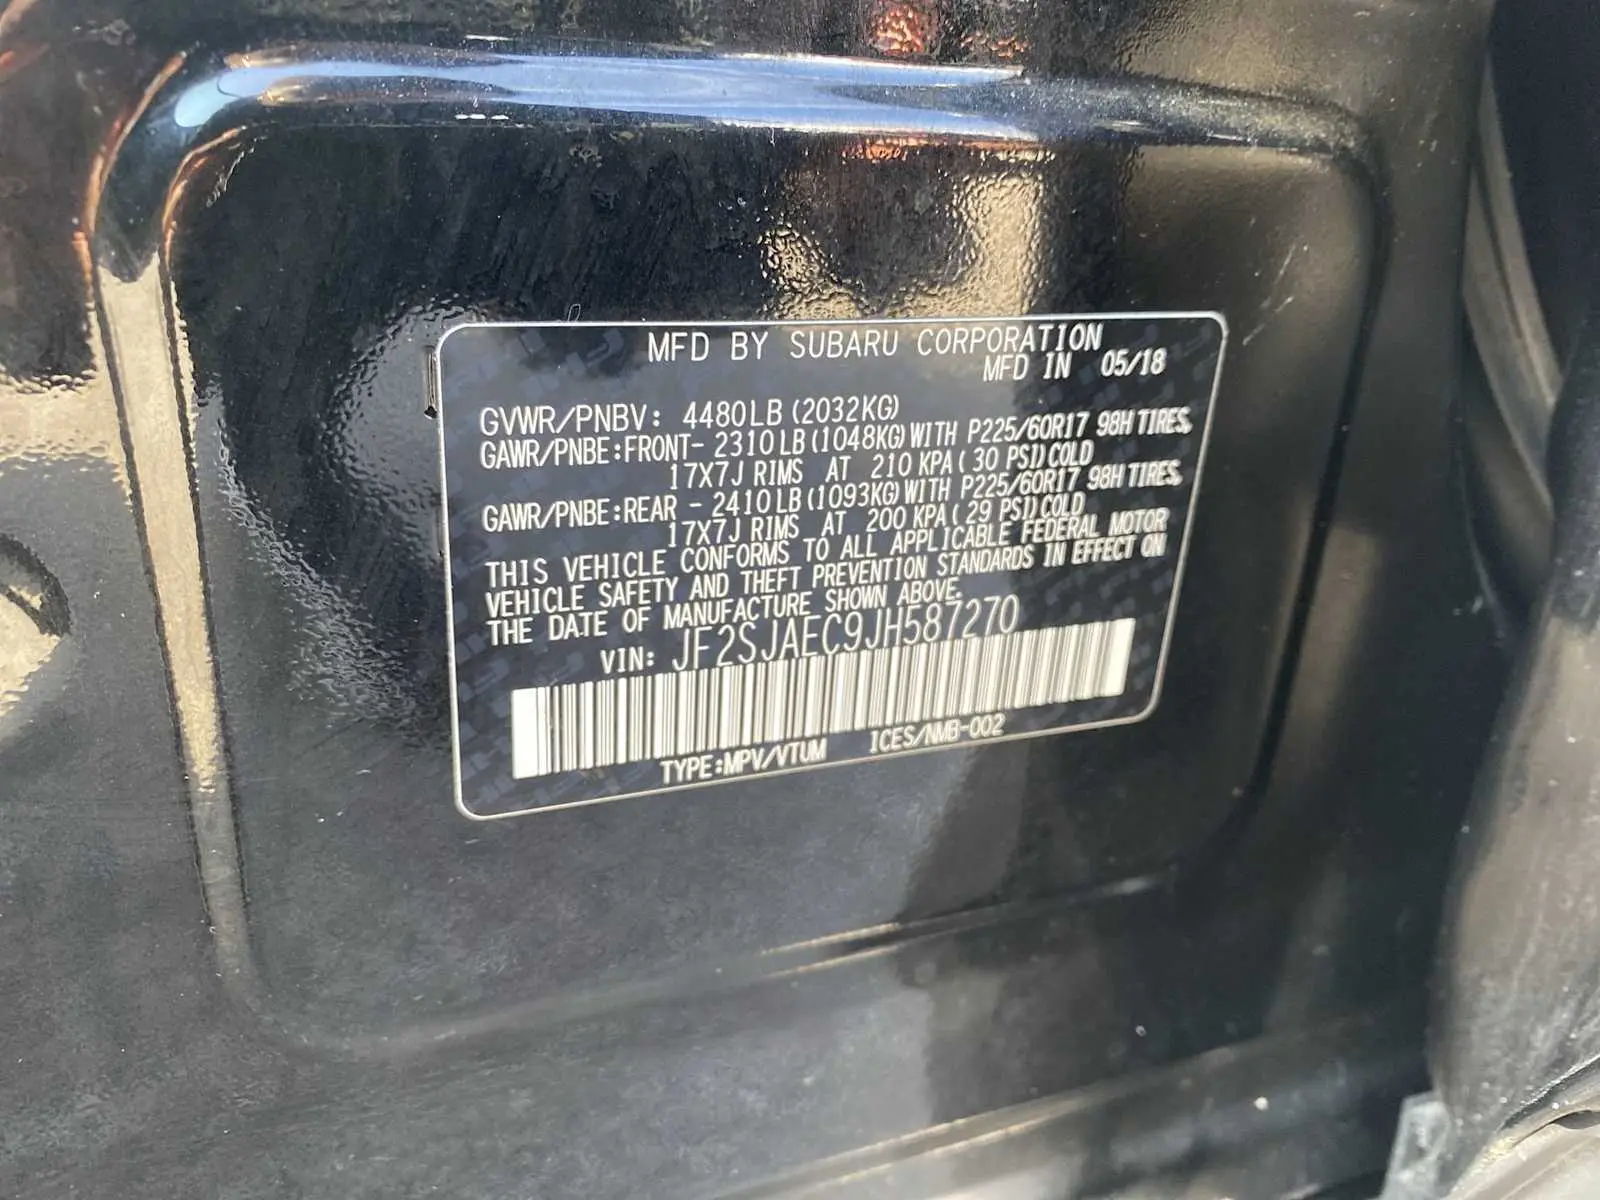 MFD BY SUBARU CORPORATION
MFD IN 05/18
GVWR/PNBV: 4480LB(2032KG)
GAWR/PNBE:FRONT- 2310LB(1048KG)WITH P225/60R17 98H TIRES,
17X7J RIMS AT 210 KPA(30 PSI)COLD
GAWR/PNBE:REAR - 2410LB(1093KG)WITH P225/60R17 98H TIRES,
17X7J RIMS AT 200 KPA(29 PSI)COLD
THIS VEHICLE CONFORMS TO ALL APPLICABLE FEDERAL MOTOR
VEHICLE SAFETY AND THEFT PREVENTION STANDARDS IN EFFECT ON
THE DATE OF MANUFACTURE SHOWN ABOVE.
VIN: JF2SJAEC9JH587270
TYPE:MPV/VTUM ICES/NMB-002